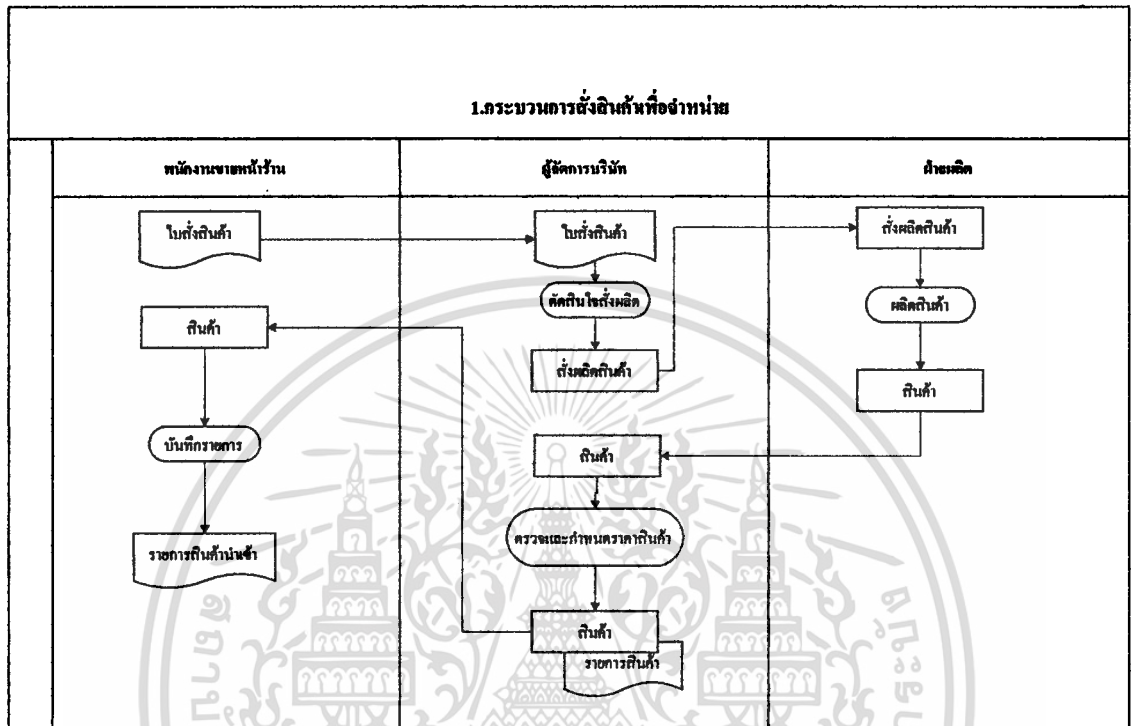 1.กระบวนการสั่งสินค้าเพื่อจำหน่าย
พนักงานขายหน้าร้าน
ผู้จัดการบริษัท
ฝ่ายผลิต
ใบสั่งสินค้า
ใบสั่งสินค้า
สั่งผลิตสินค้า
ตัดสินใจสั่งผลิต
ผลิตสินค้า
สินค้า
สั่งผลิตสินค้า
สินค้า
บันทึกรายการ
สินค้า
ตรวจและกำหนดราคาสินค้า
รายการสินค้านำเข้า
สินค้า
รายการสินค้า